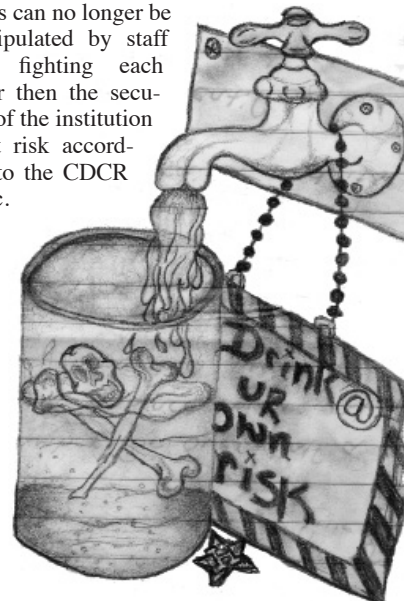 s can no longer be
ipulated by staff
fighting each
r then the secu-
of the institution
t risk accord-
to the CDCR
c.
Drink @
UR
Own
risk